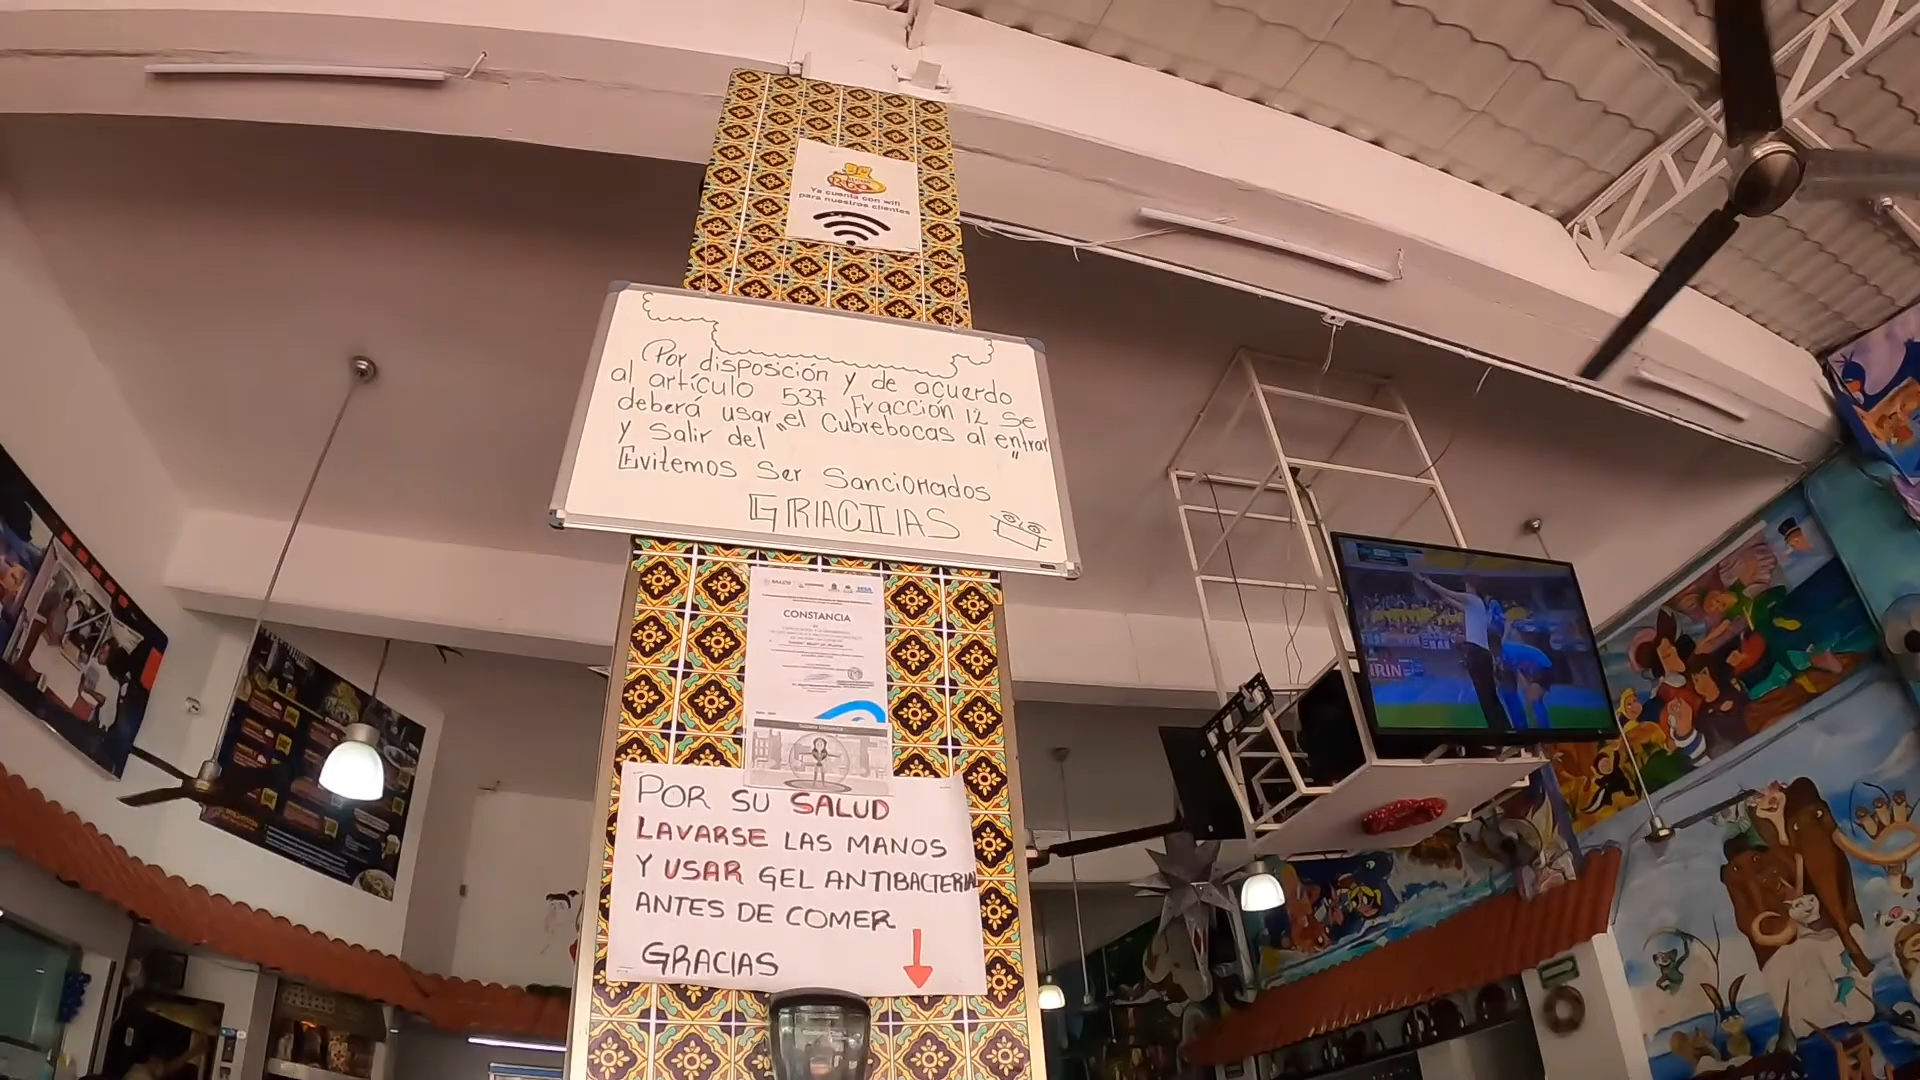 Ya cuenta con wifi
para nuestros clientes
Por disposición y de acuerdo
al artículo 537 Fracción 12 se
deberá usar "el Cubrebocas al entrar
y Salir del "
Evitemos Ser Sancionados
GRACIAS
CONSTANCIA
POR SU SALUD
LAVARSE LAS MANOS
Y USAR GEL ANTIBACTERIAL
ANTES DE COMER
GRACIAS